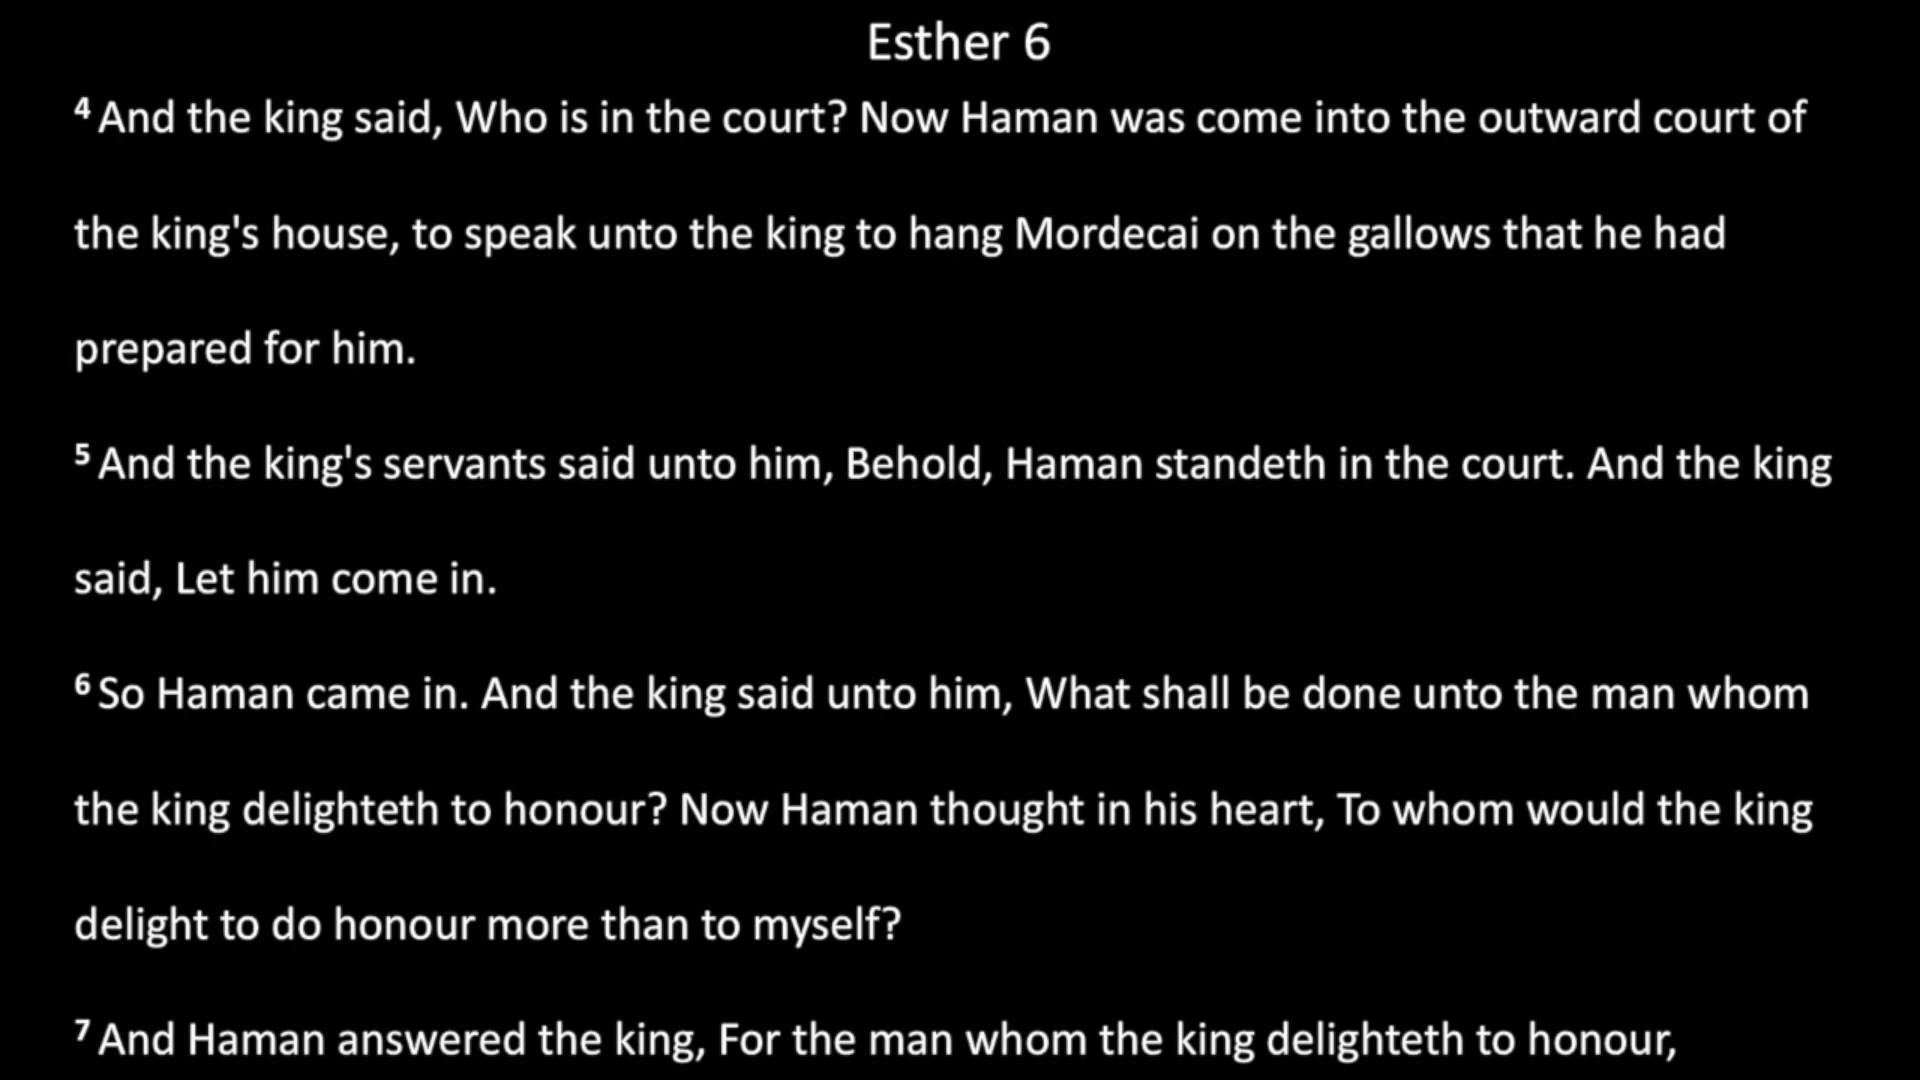 Esther 6
4 And the king said, Who is in the court? Now Haman was come into the outward court of
the king's house, to speak unto the king to hang Mordecai on the gallows that he had
prepared for him.
5 And the king's servants said unto him, Behold, Haman standeth in the court. And the king
said, Let him come in.
6 So Haman came in. And the king said unto him, What shall be done unto the man whom
the king delighteth to honour? Now Haman thought in his heart, To whom would the king
delight to do honour more than to myself?
7 And Haman answered the king, For the man whom the king delighteth to honour,